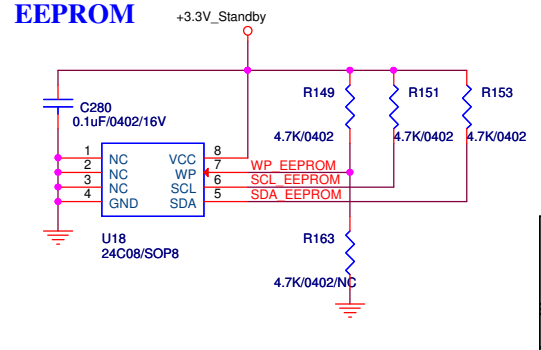 EEPROM
+3.3V_Standby
R149
R151
R153
C280
0.1uF/0402/16V
4.7K/0402
4.7K/0402
4.7K/0402
1 NC VCC 8
2 NC WP 7 WP_EEPROM
3 NC SCL 6 SCL_EEPROM
4 GND SDA 5 SDA_EEPROM
U18
24C08/SOP8
R163
4.7K/0402/NC